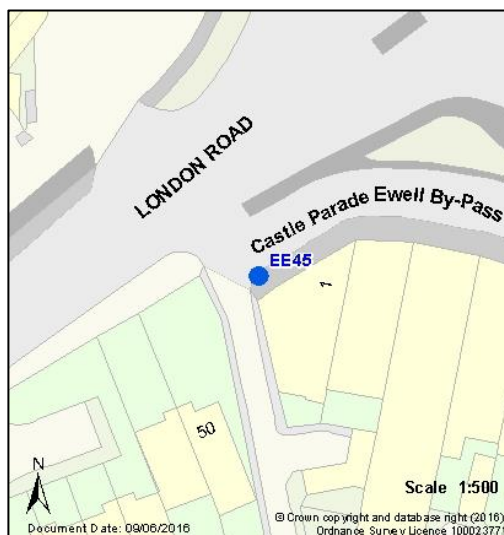 LONDON ROAD
Castle Parade Ewell By-Pass
EE45
1
50
N
Scale 1:500
Document Date: 09/06/2016
© Crown copyright and database right (2016)
Ordnance Survey Licence 100023771